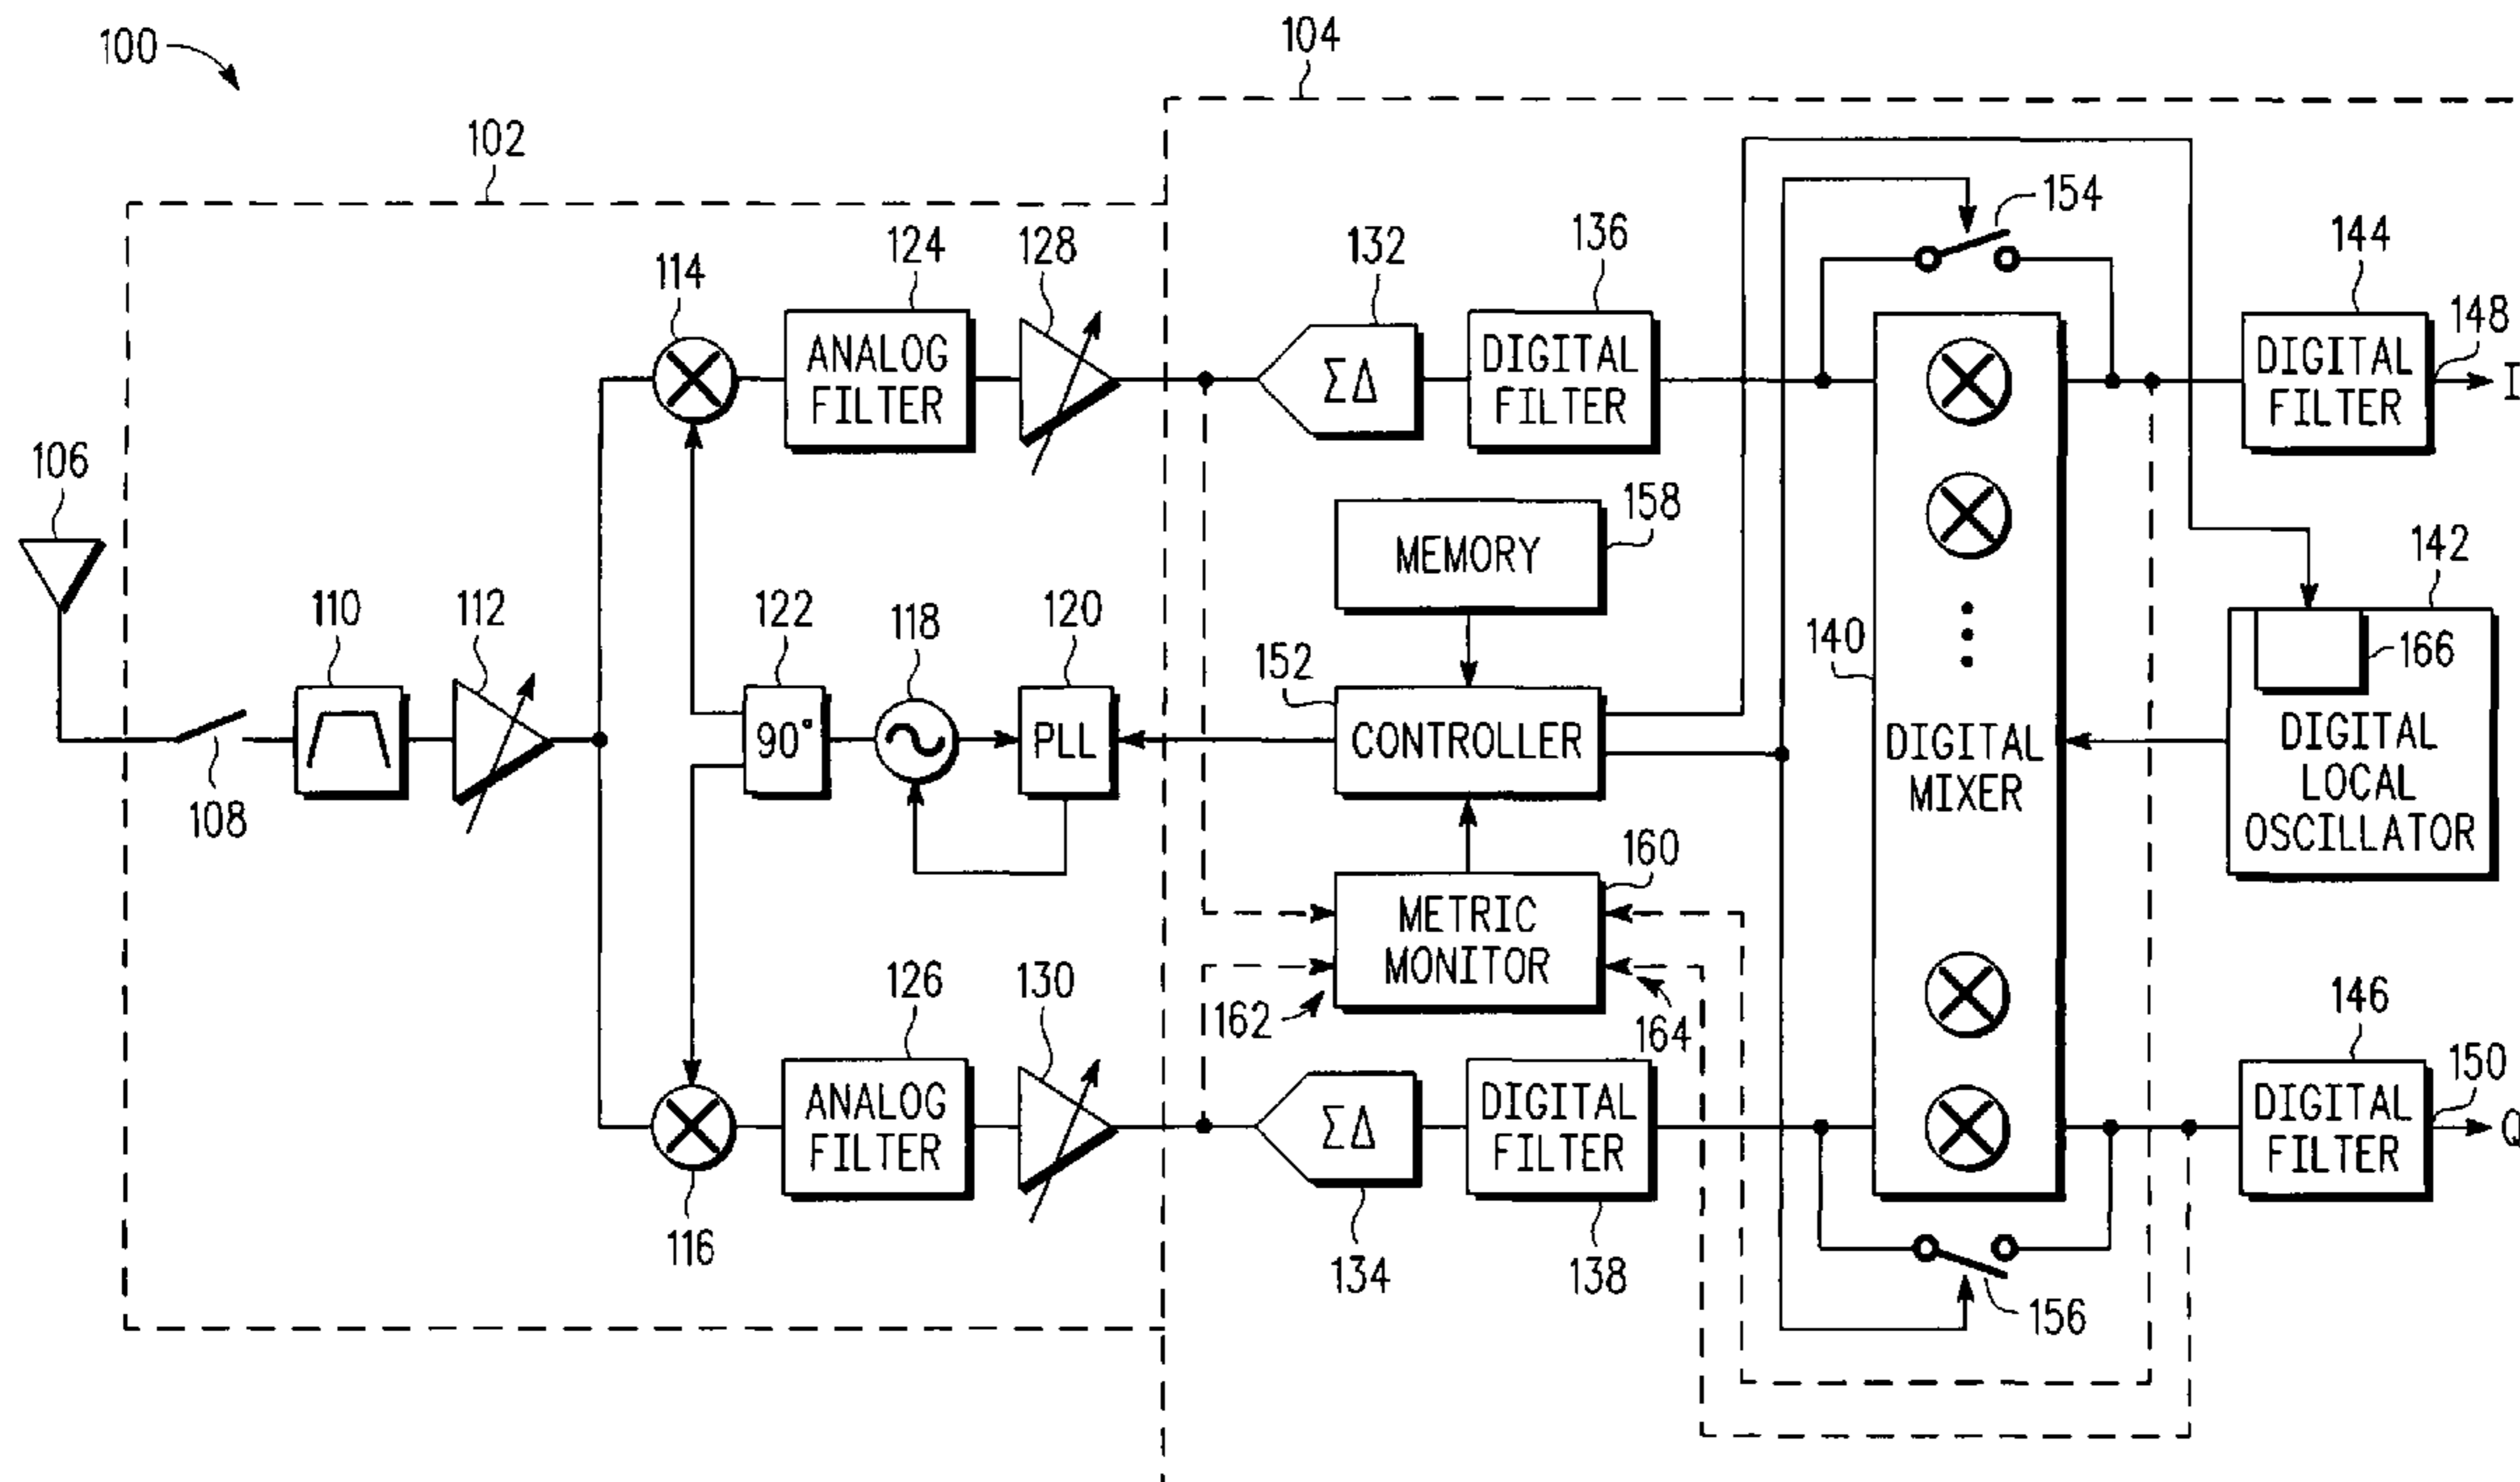 100
104
102
154
114
124
128
132
136
144
148
ANALOG
FILTER
ΣΔ
DIGITAL
FILTER
DIGITAL
FILTER
I
106
158
MEMORY
142
110
112
122
118
120
152
140
166
90°
PLL
CONTROLLER
DIGITAL
MIXER
DIGITAL
LOCAL
OSCILLATOR
108
160
METRIC
MONITOR
126
130
162
164
146
150
ANALOG
FILTER
ΣΔ
DIGITAL
FILTER
DIGITAL
FILTER
Q
116
134
138
156